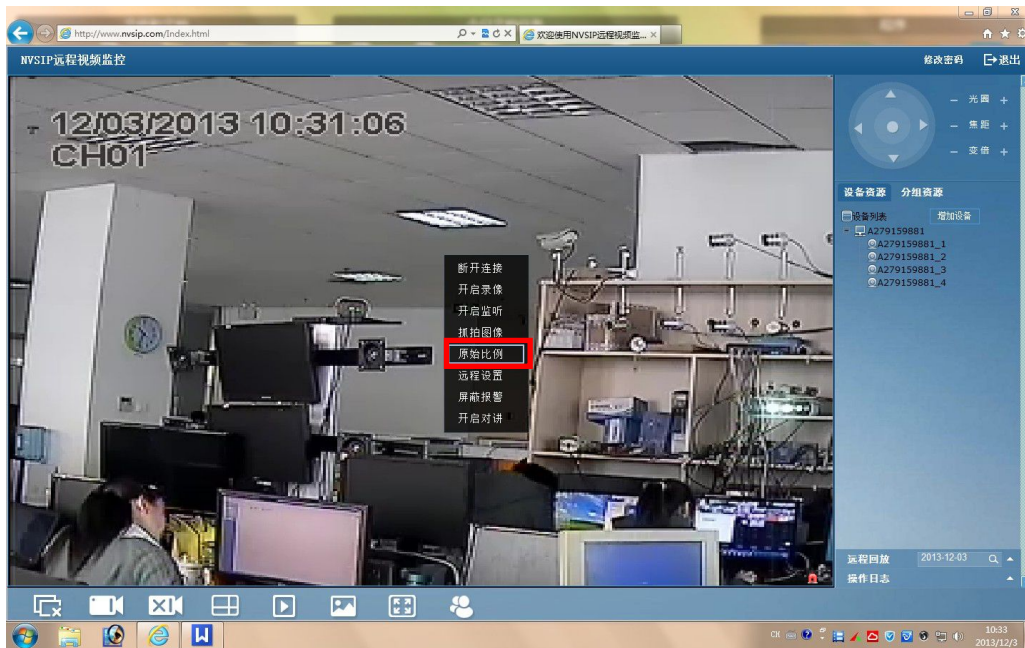 http://www.nvsip.com/Index.html
欢迎使用NVSIP远程视频监... ×
NVSIP远程视频监控
修改密码
退出
12/03/2013 10:31:06
CH01
光圈
焦距
变倍
设备资源 分组资源
设备列表 增加设备
A279159881
A279159881_1
A279159881_2
A279159881_3
A279159881_4
断开连接
开启录像
开启监听
抓拍图像
原始比例
远程设置
屏蔽报警
开启对讲
远程回放 2013-12-03
操作日志
CH
10:33
2013/12/3